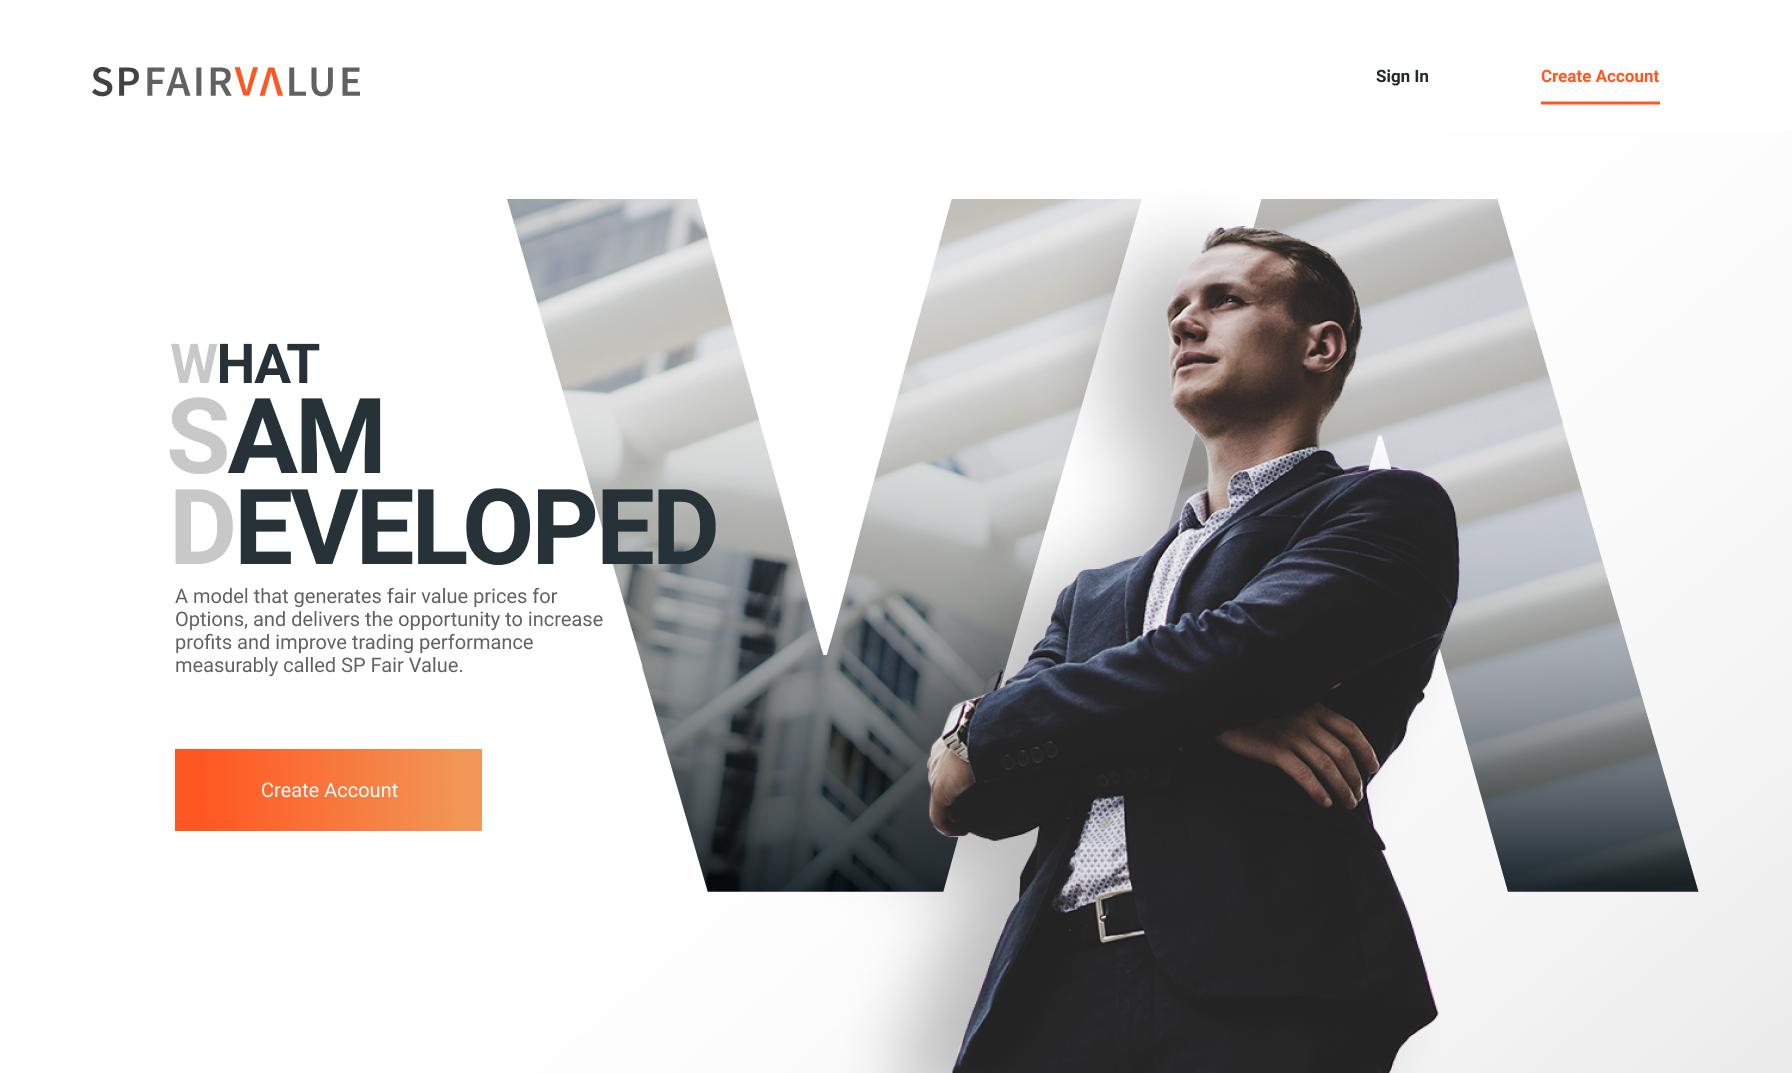 SPFAIRVALUE
Sign In
Create Account
WHAT
SAM
DEVELOPED
A model that generates fair value prices for
Options, and delivers the opportunity to increase
profits and improve trading performance
measurably called SP Fair Value.
Create Account